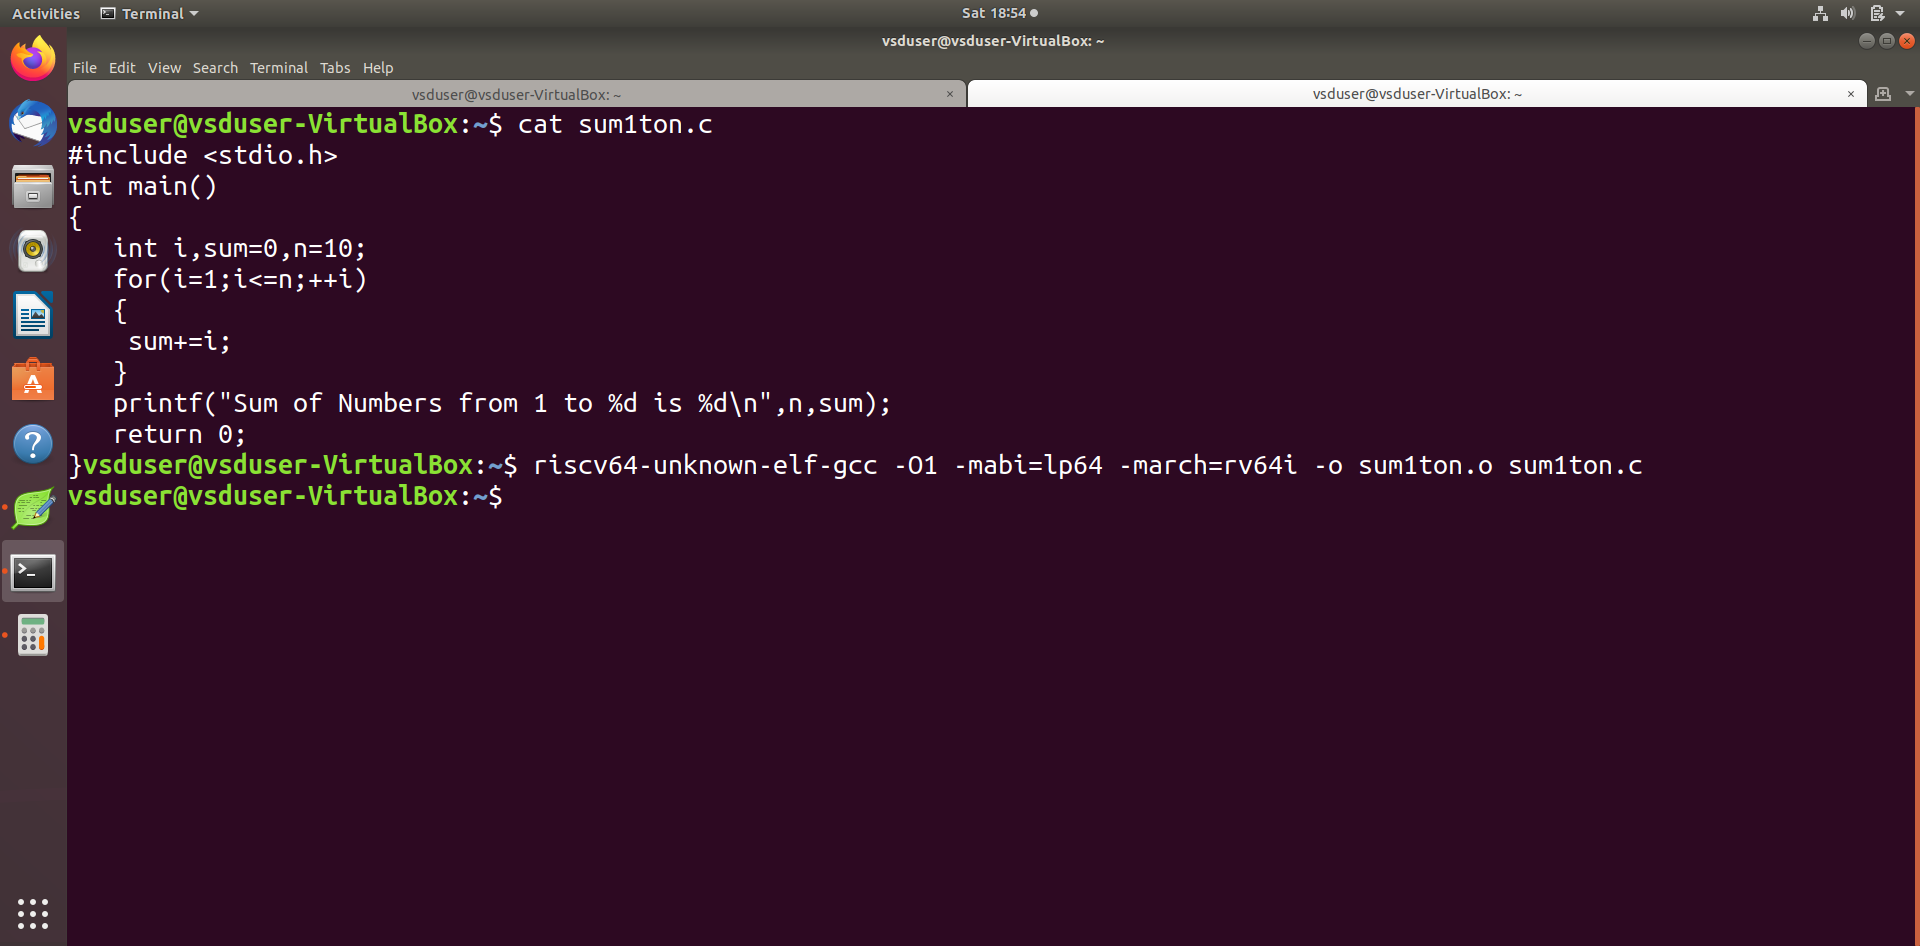 Activities Terminal Sat 18:54
vsduser@vsduser-VirtualBox: ~
File Edit View Search Terminal Tabs Help
vsduser@vsduser-VirtualBox: ~ × vsduser@vsduser-VirtualBox: ~ ×
vsduser@vsduser-VirtualBox:~$ cat sum1ton.c
#include <stdio.h>
int main()
{
   int i,sum=0,n=10;
   for(i=1;i<=n;++i)
   {
    sum+=i;
   }
   printf("Sum of Numbers from 1 to %d is %d\n",n,sum);
   return 0;
}vsduser@vsduser-VirtualBox:~$ riscv64-unknown-elf-gcc -O1 -mabi=lp64 -march=rv64i -o sum1ton.o sum1ton.c
vsduser@vsduser-VirtualBox:~$